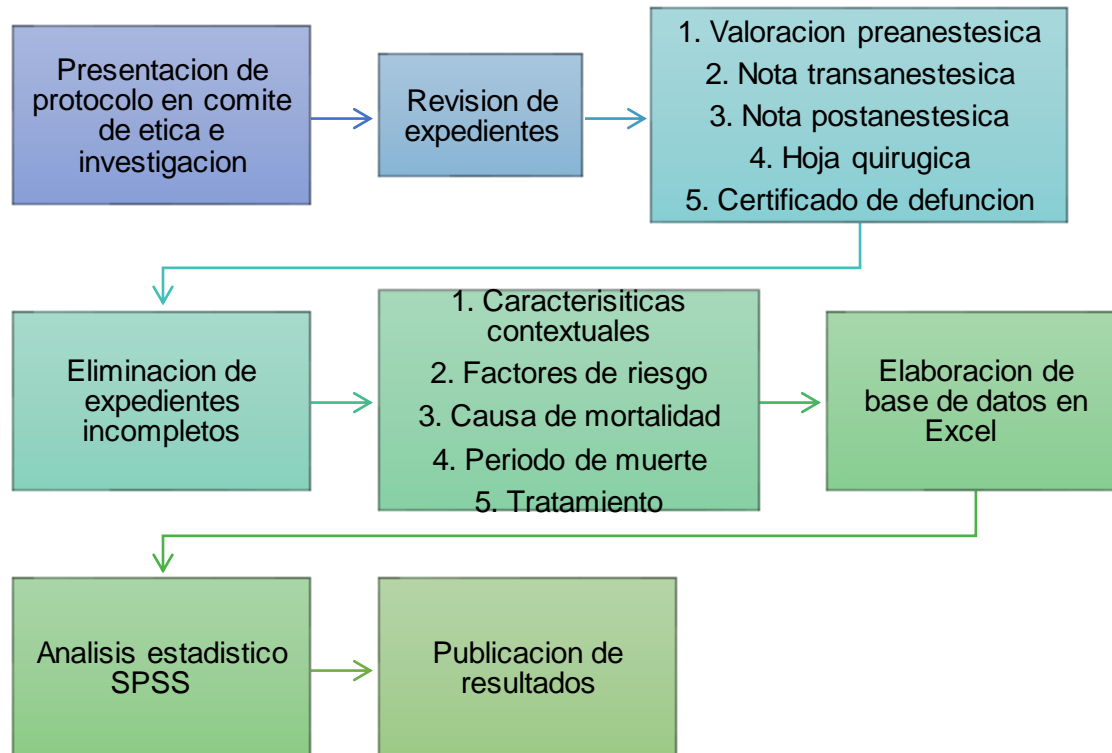 Presentacion de
protocolo en comite
de etica e
investigacion
Revision de
expedientes
1. Valoracion preanestesica
2. Nota transanestesica
3. Nota postanestesica
4. Hoja quirugica
5. Certificado de defuncion
Eliminacion de
expedientes
incompletos
1. Caracterisiticas
contextuales
2. Factores de riesgo
3. Causa de mortalidad
4. Periodo de muerte
5. Tratamiento
Elaboracion de
base de datos en
Excel
Analisis estadistico
SPSS
Publicacion de
resultados